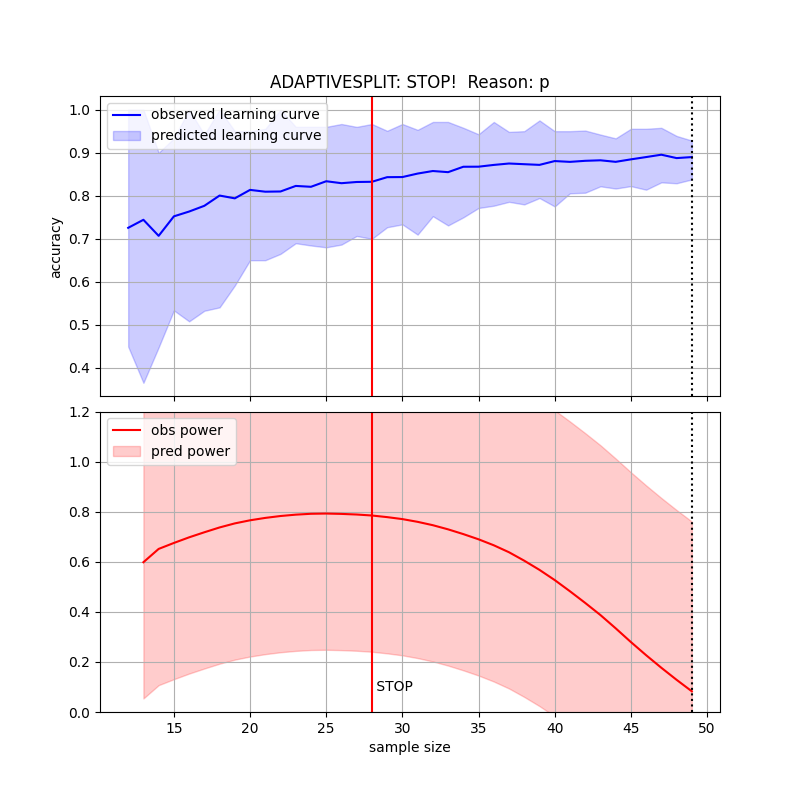 ADAPTIVESPLIT: STOP!  Reason: p
observed learning curve
predicted learning curve
1.0
0.9
0.8
0.7
0.6
0.5
0.4
accuracy
obs power
pred power
1.2
1.0
0.8
0.6
0.4
0.2
0.0
STOP
15 20 25 30 35 40 45 50
sample size